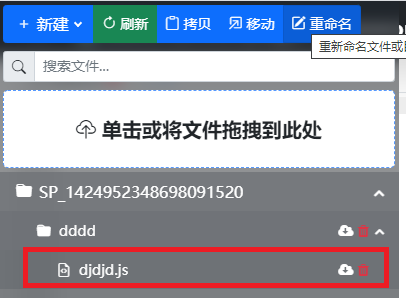 + 新建 刷新 拷贝 移动 重命名
重新命名文件或
搜索文件...
单击或将文件拖拽到此处
SP_1424952348698091520
dddd
djdjd.js